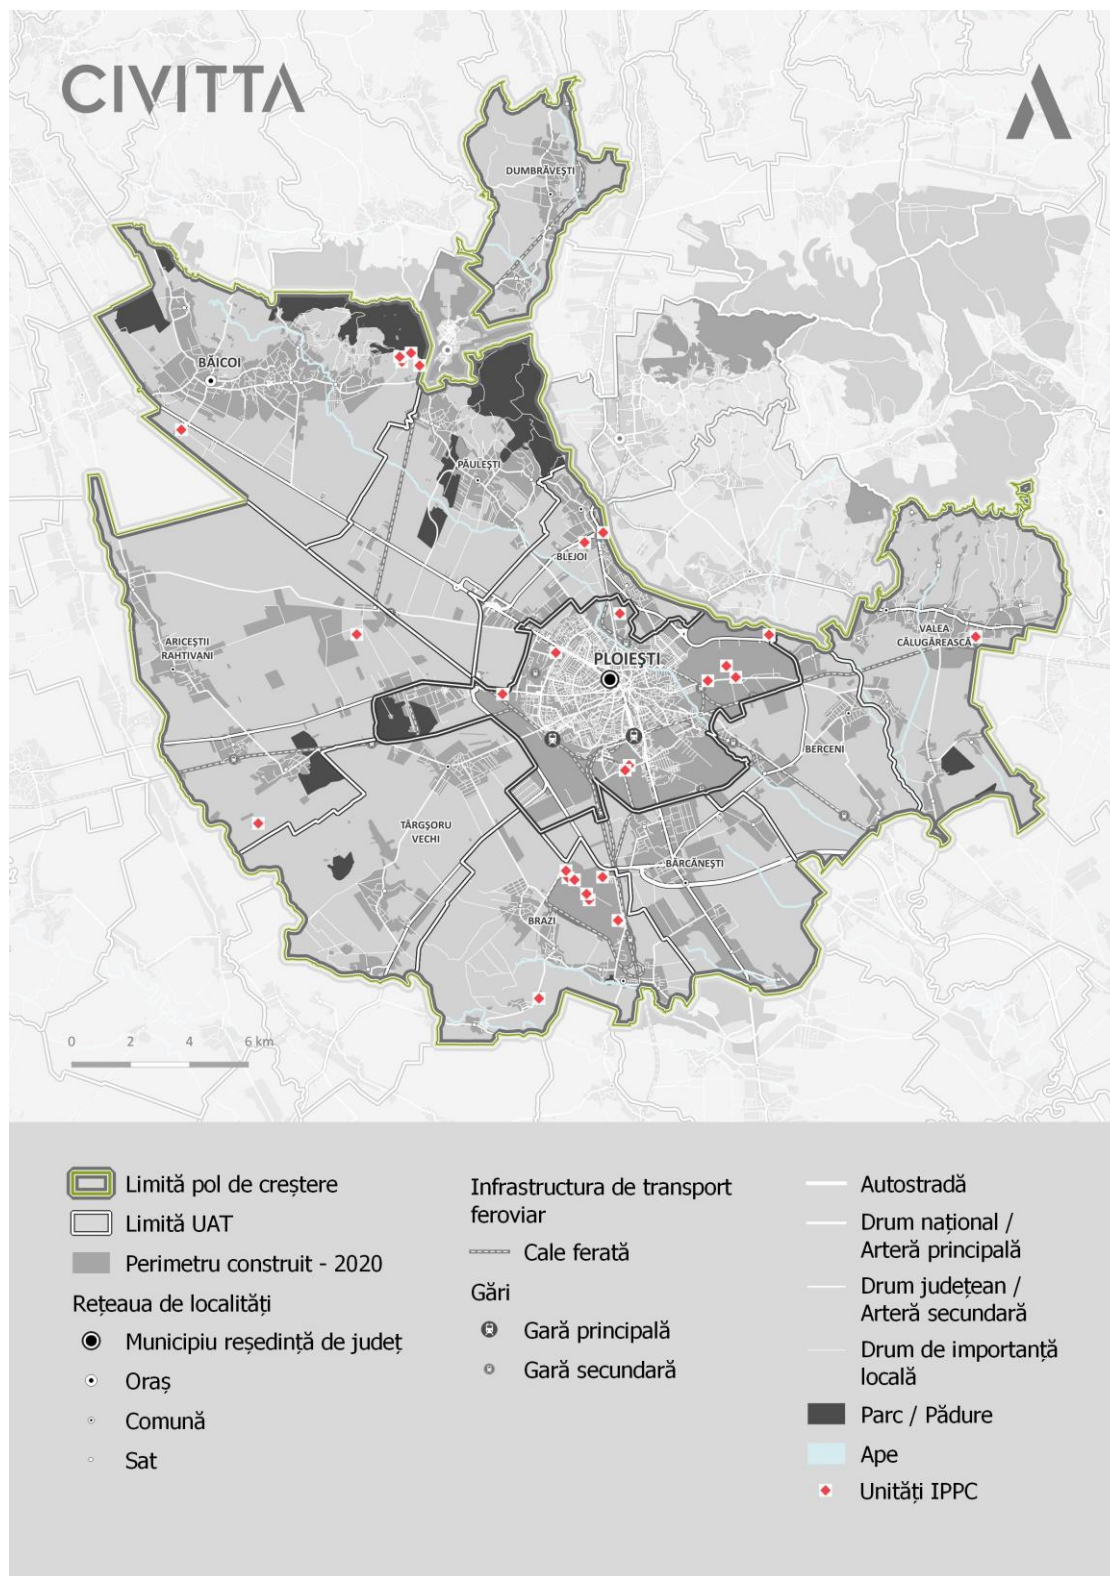 CIVITTA
DUMBRĂVEȘTI
BĂICOI
PĂULEȘTI
BLEJOI
ARICEȘTII
RAHTIVANI
VALEA
CĂLUGĂREASCĂ
PLOIEȘTI
BERCENI
TÂRGȘORU
VECHI
BĂRCĂNEȘTI
BRAZI
0 2 4 6 km
Limită pol de creștere
Limită UAT
Perimetru construit - 2020
Rețeaua de localități
Municipiu reședință de județ
Oraș
Comună
Sat
Infrastructura de transport
feroviar
Cale ferată
Gări
Gară principală
Gară secundară
Autostradă
Drum național /
Arteră principală
Drum județean /
Arteră secundară
Drum de importanță
locală
Parc / Pădure
Ape
Unități IPPC